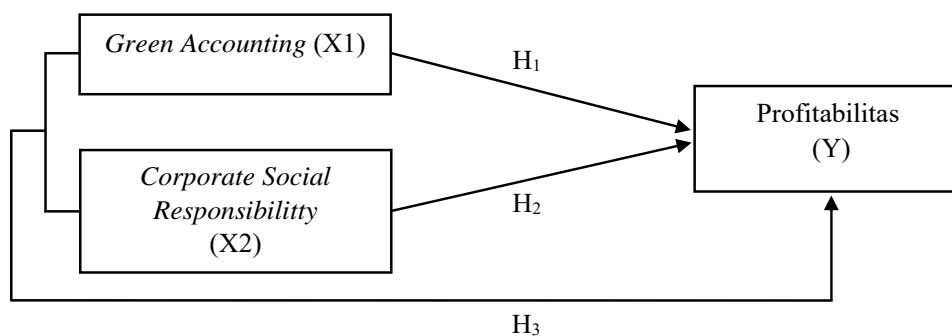 Green Accounting (X1)
H₁
Profitabilitas
(Y)
Corporate Social
Responsibilitty
(X2)
H₂
H₃